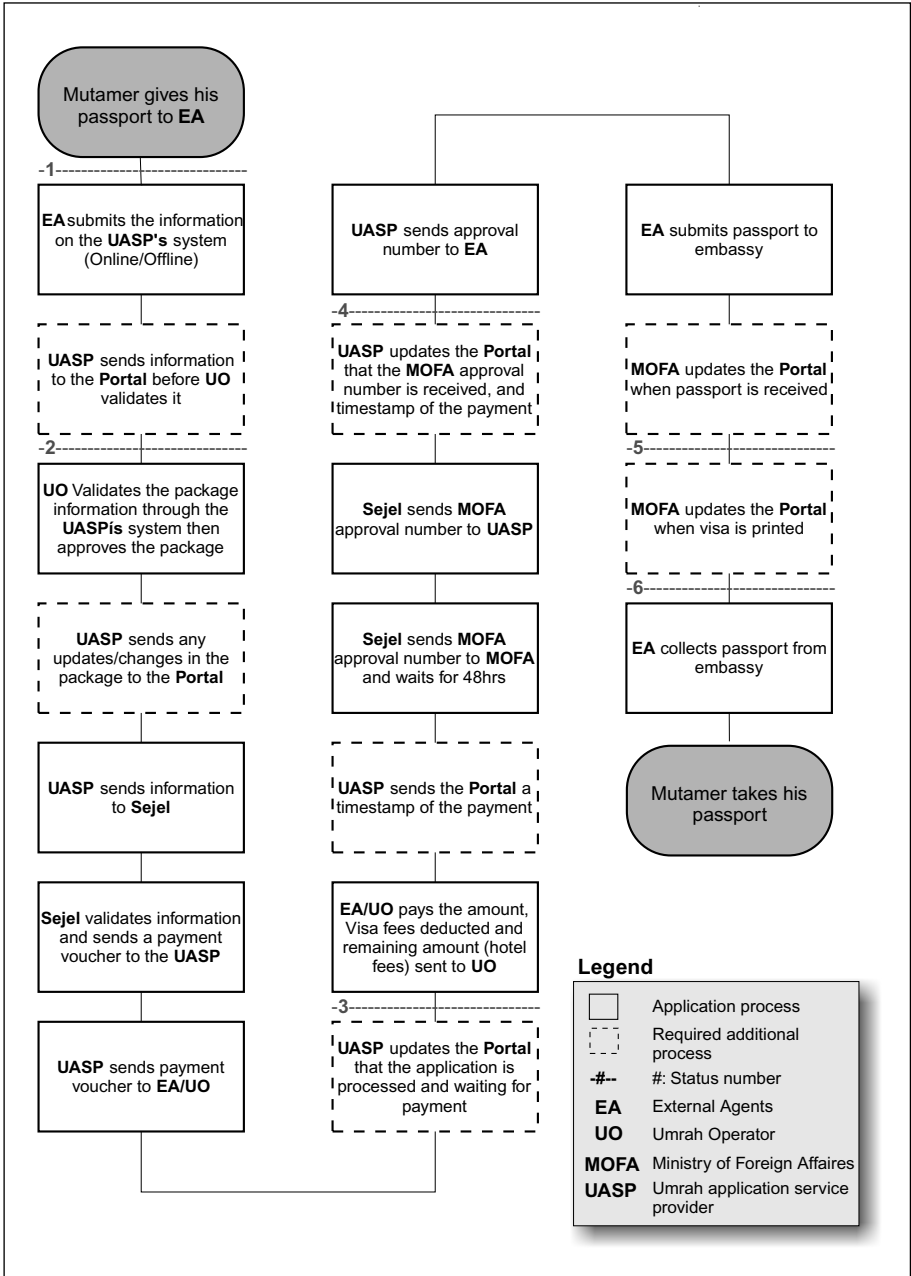 Mutamer gives his
passport to EA
-1-
EA submits the information
on the UASP's system
(Online/Offline)
UASP sends information
to the Portal before UO
validates it
-2-
UO Validates the package
information through the
UASPís system then
approves the package
UASP sends any
updates/changes in the
package to the Portal
UASP sends information
to Sejel
Sejel validates information
and sends a payment
voucher to the UASP
UASP sends payment
voucher to EA/UO
UASP sends approval
number to EA
-4-
UASP updates the Portal
that the MOFA approval
number is received, and
timestamp of the payment
Sejel sends MOFA
approval number to UASP
Sejel sends MOFA
approval number to MOFA
and waits for 48hrs
UASP sends the Portal a
timestamp of the payment
EA/UO pays the amount,
Visa fees deducted and
remaining amount (hotel
fees) sent to UO
-3-
UASP updates the Portal
that the application is
processed and waiting for
payment
EA submits passport to
embassy
MOFA updates the Portal
when passport is received
-5-
MOFA updates the Portal
when visa is printed
-6-
EA collects passport from
embassy
Mutamer takes his
passport
Legend
Application process
Required additional
process
-#-- #: Status number
EA External Agents
UO Umrah Operator
MOFA Ministry of Foreign Affaires
UASP Umrah application service
provider